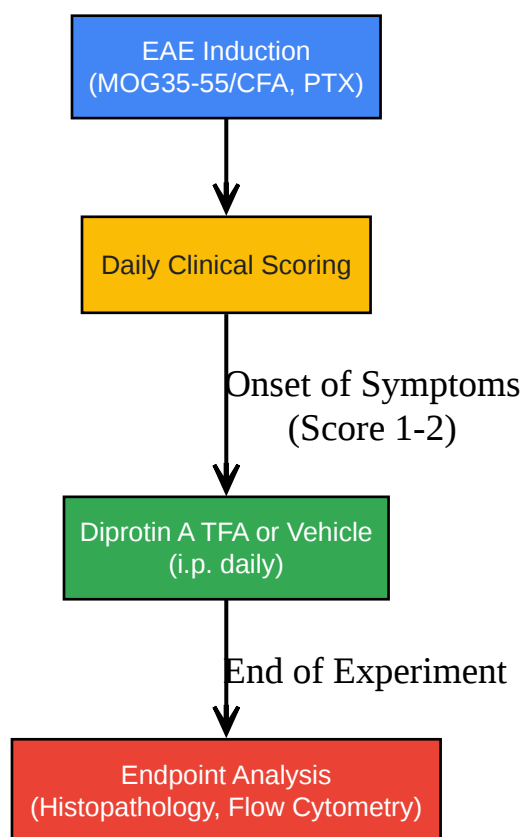 EAE Induction
(MOG35-55/CFA, PTX)
Daily Clinical Scoring
Onset of Symptoms
(Score 1-2)
Diprotin A TFA or Vehicle
(i.p. daily)
End of Experiment
Endpoint Analysis
(Histopathology, Flow Cytometry)